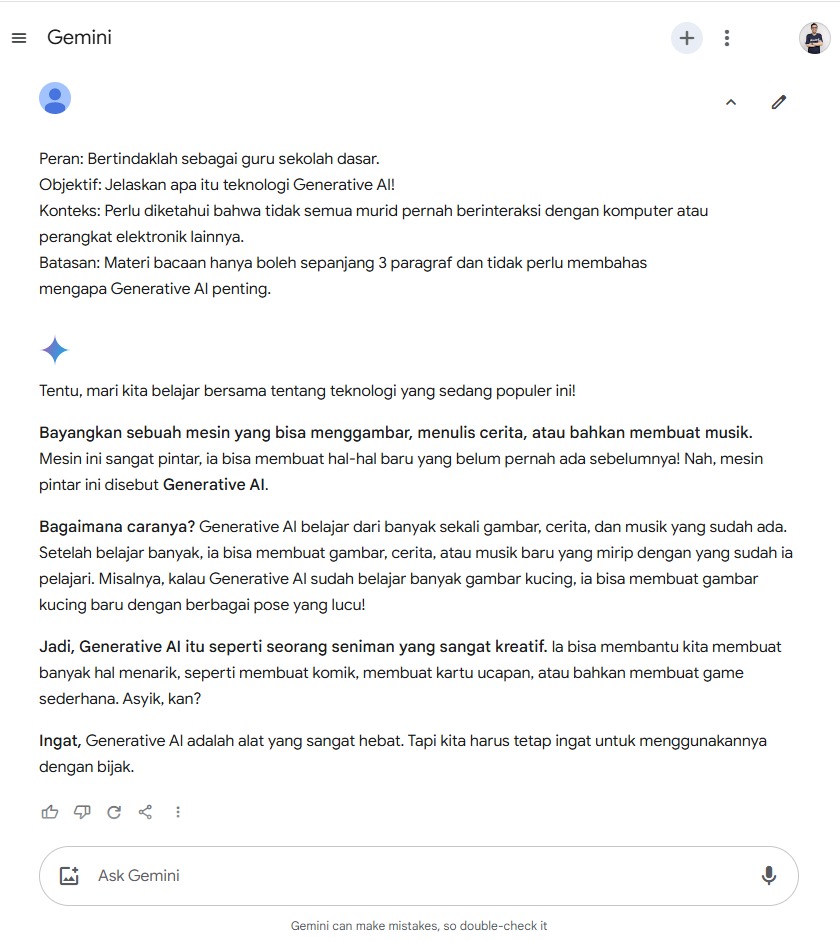 Gemini
Peran: Bertindaklah sebagai guru sekolah dasar.
Objektif: Jelaskan apa itu teknologi Generative AI!
Konteks: Perlu diketahui bahwa tidak semua murid pernah berinteraksi dengan komputer atau
perangkat elektronik lainnya.
Batasan: Materi bacaan hanya boleh sepanjang 3 paragraf dan tidak perlu membahas
mengapa Generative AI penting.
Tentu, mari kita belajar bersama tentang teknologi yang sedang populer ini!
Bayangkan sebuah mesin yang bisa menggambar, menulis cerita, atau bahkan membuat musik.
Mesin ini sangat pintar, ia bisa membuat hal-hal baru yang belum pernah ada sebelumnya! Nah, mesin
pintar ini disebut Generative AI.
Bagaimana caranya? Generative AI belajar dari banyak sekali gambar, cerita, dan musik yang sudah ada.
Setelah belajar banyak, ia bisa membuat gambar, cerita, atau musik baru yang mirip dengan yang sudah ia
pelajari. Misalnya, kalau Generative AI sudah belajar banyak gambar kucing, ia bisa membuat gambar
kucing baru dengan berbagai pose yang lucu!
Jadi, Generative AI itu seperti seorang seniman yang sangat kreatif. Ia bisa membantu kita membuat
banyak hal menarik, seperti membuat komik, membuat kartu ucapan, atau bahkan membuat game
sederhana. Asyik, kan?
Ingat, Generative AI adalah alat yang sangat hebat. Tapi kita harus tetap ingat untuk menggunakannya
dengan bijak.
Ask Gemini
Gemini can make mistakes, so double-check it